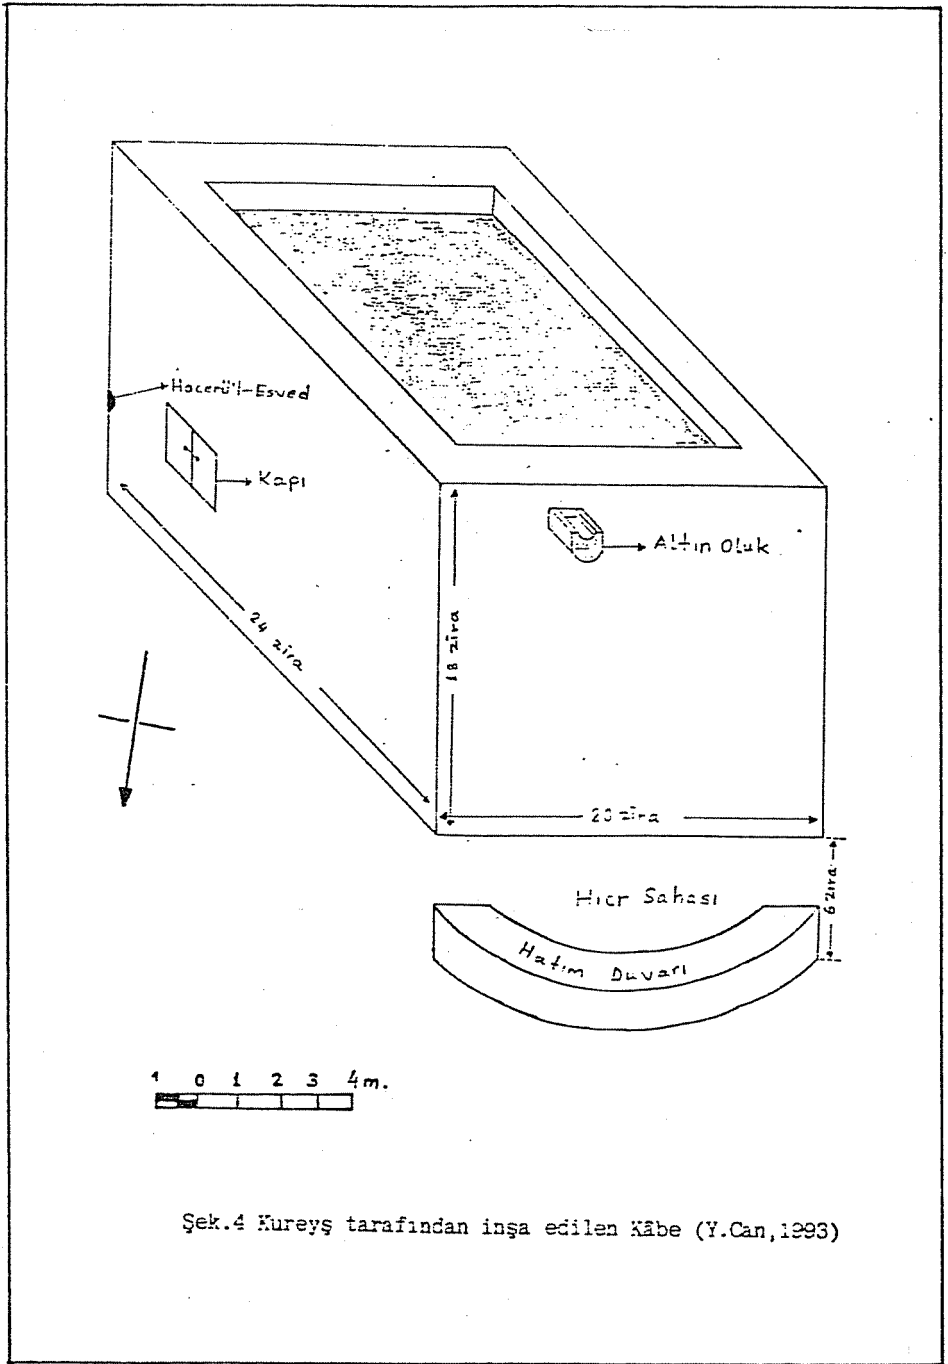 Hacerü'l-Esved
Kapı
Altın Oluk
24 zira
18 zira
20 zira
6 zira
Hıcr Sahası
Hatım Duvarı
1 0 1 2 3 4m.
Şek.4 Kureyş tarafından inşa edilen Kâbe (Y.Can,1993)